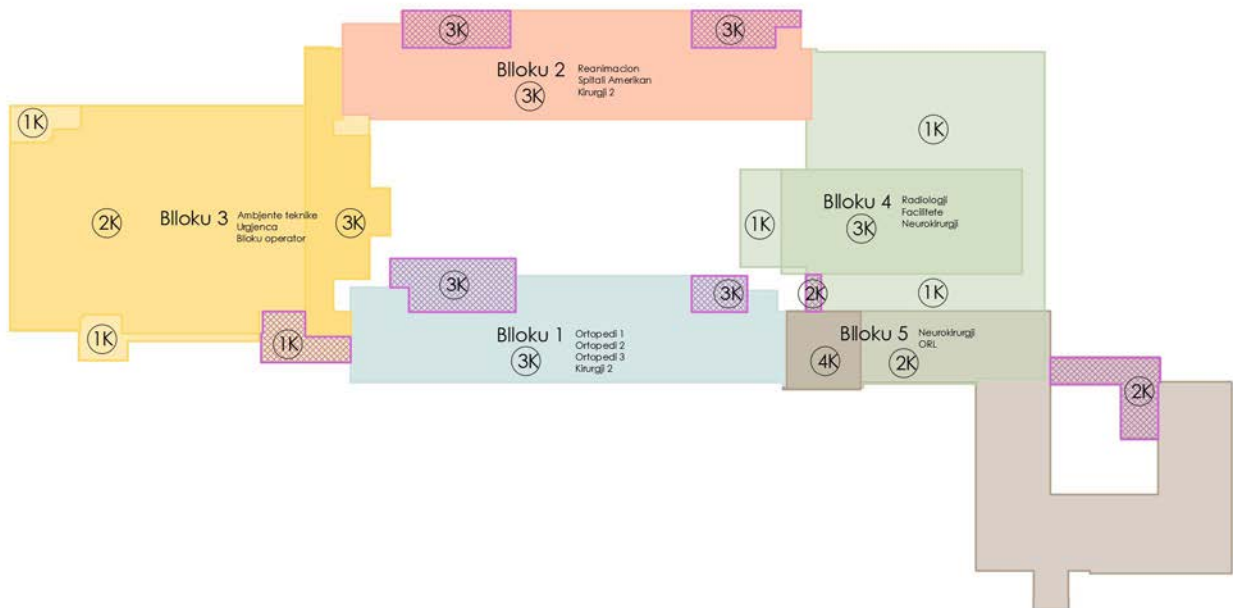 3K
3K
Blloku 2
Reanimacion
Spitali Amerikan
Kirurgji 2
3K
1K
1K
Blloku 3
Ambjente teknike
Urgjenca
Blloku operator
2K
3K
Blloku 4
Radiologji
Facilitete
Neurokirurgji
1K
3K
3K
3K
2K
1K
1K
1K
Blloku 1
Ortopedi 1
Ortopedi 2
Ortopedi 3
Kirurgji 2
3K
Blloku 5
Neurokirurgji
ORL
4K
2K
2K